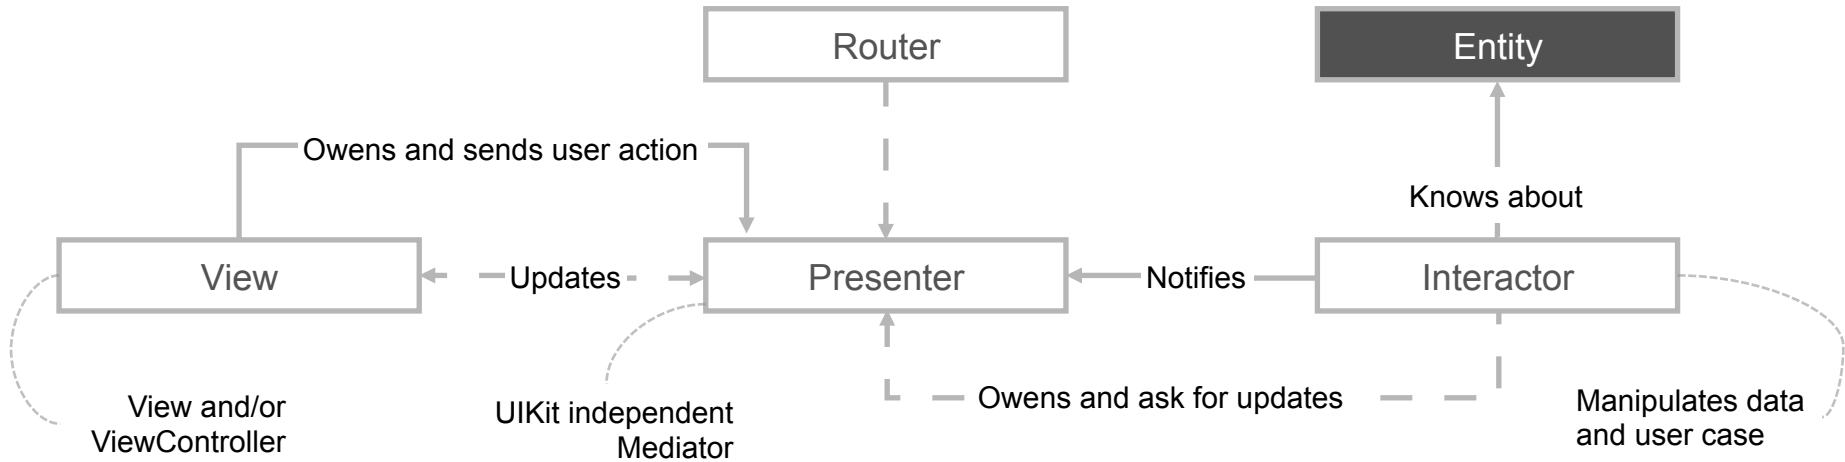 Router
Entity
Owens and sends user action
Knows about
View
Updates
Presenter
Notifies
Interactor
Owens and ask for updates
View and/or
ViewController
UIKit independent
Mediator
Manipulates data
and user case